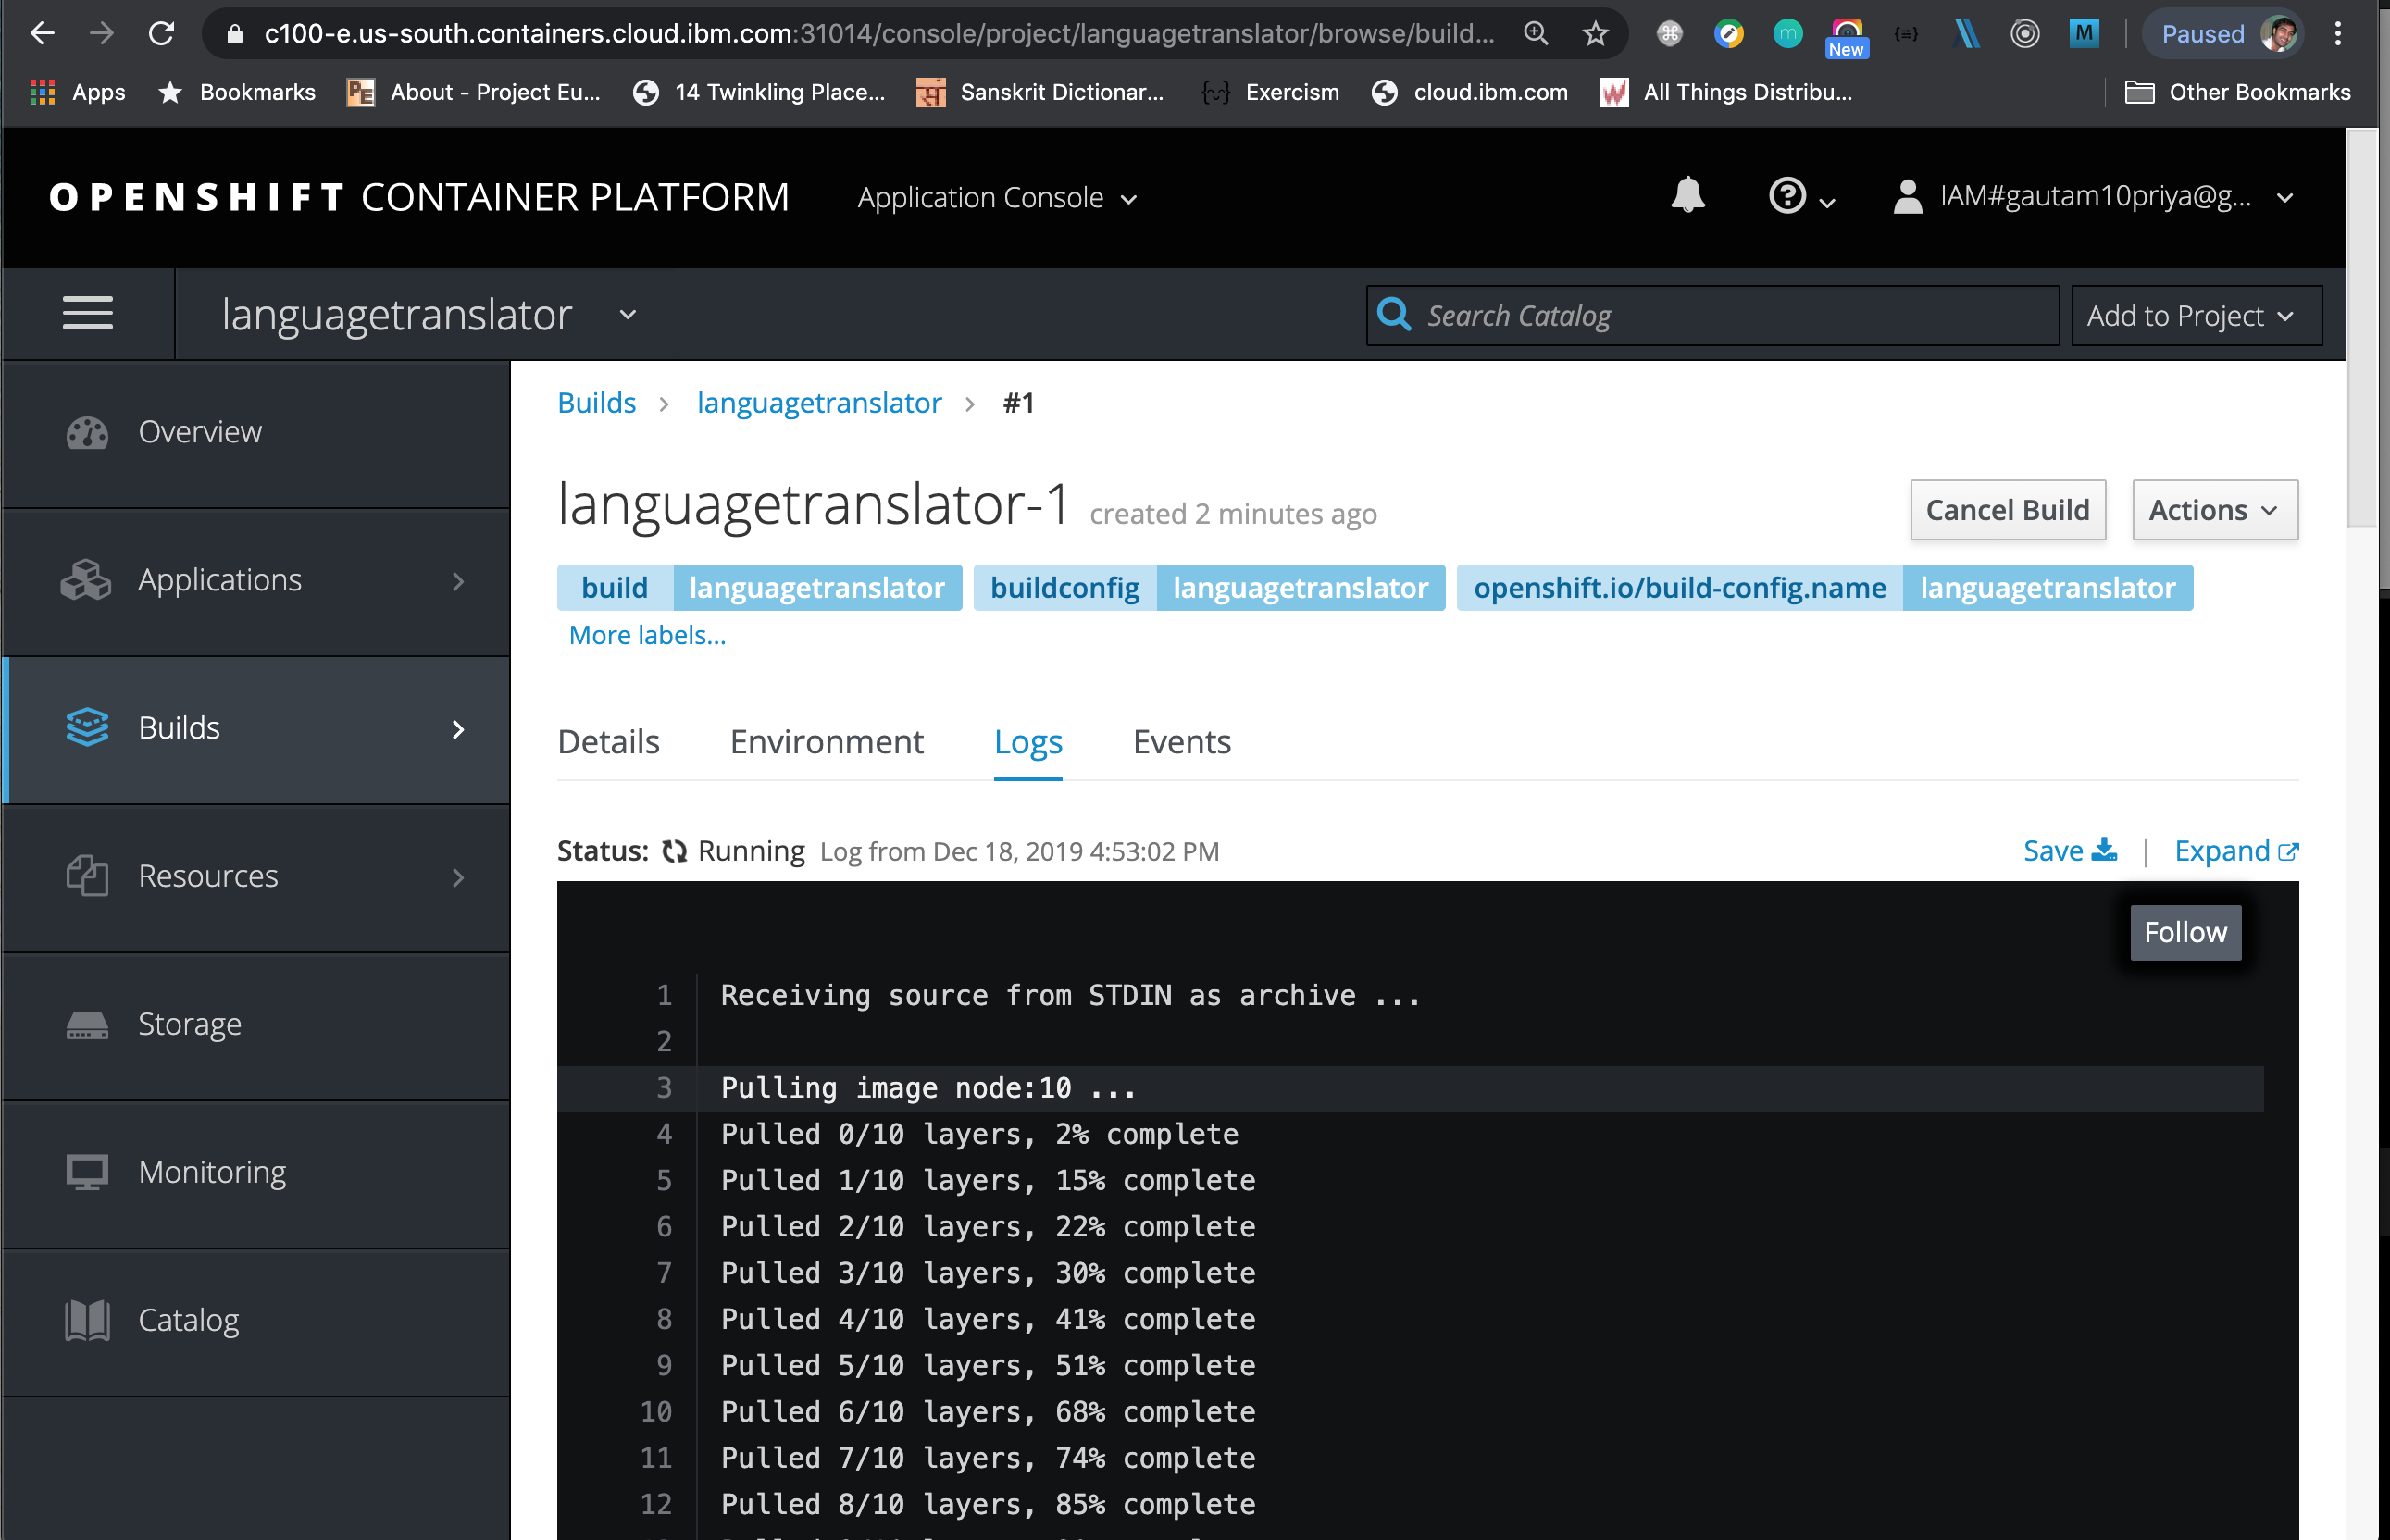 c100-e.us-south.containers.cloud.ibm.com:31014/console/project/languagetranslator/browse/build...
New
M
Paused
Apps
Bookmarks
About - Project Eu...
14 Twinkling Place...
Sanskrit Dictionar...
Exercism
cloud.ibm.com
All Things Distribu...
Other Bookmarks
OPENSHIFT CONTAINER PLATFORM
Application Console
IAM#gautam10priya@g...
languagetranslator
Search Catalog
Add to Project
Overview
Applications
Builds
Resources
Storage
Monitoring
Catalog
Builds > languagetranslator > #1
languagetranslator-1 created 2 minutes ago
Cancel Build
Actions
build languagetranslator buildconfig languagetranslator openshift.io/build-config.name languagetranslator
More labels...
Details Environment Logs Events
Status: Running Log from Dec 18, 2019 4:53:02 PM
Save | Expand
Follow
1 Receiving source from STDIN as archive ...
2
3 Pulling image node:10 ...
4 Pulled 0/10 layers, 2% complete
5 Pulled 1/10 layers, 15% complete
6 Pulled 2/10 layers, 22% complete
7 Pulled 3/10 layers, 30% complete
8 Pulled 4/10 layers, 41% complete
9 Pulled 5/10 layers, 51% complete
10 Pulled 6/10 layers, 68% complete
11 Pulled 7/10 layers, 74% complete
12 Pulled 8/10 layers, 85% complete